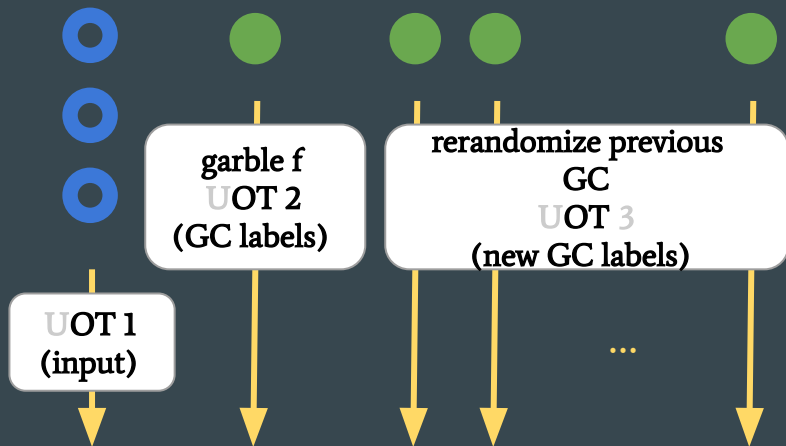 garble f
UOT 2
(GC labels)
rerandomize previous
GC
UOT 3
(new GC labels)
UOT 1
(input)
...